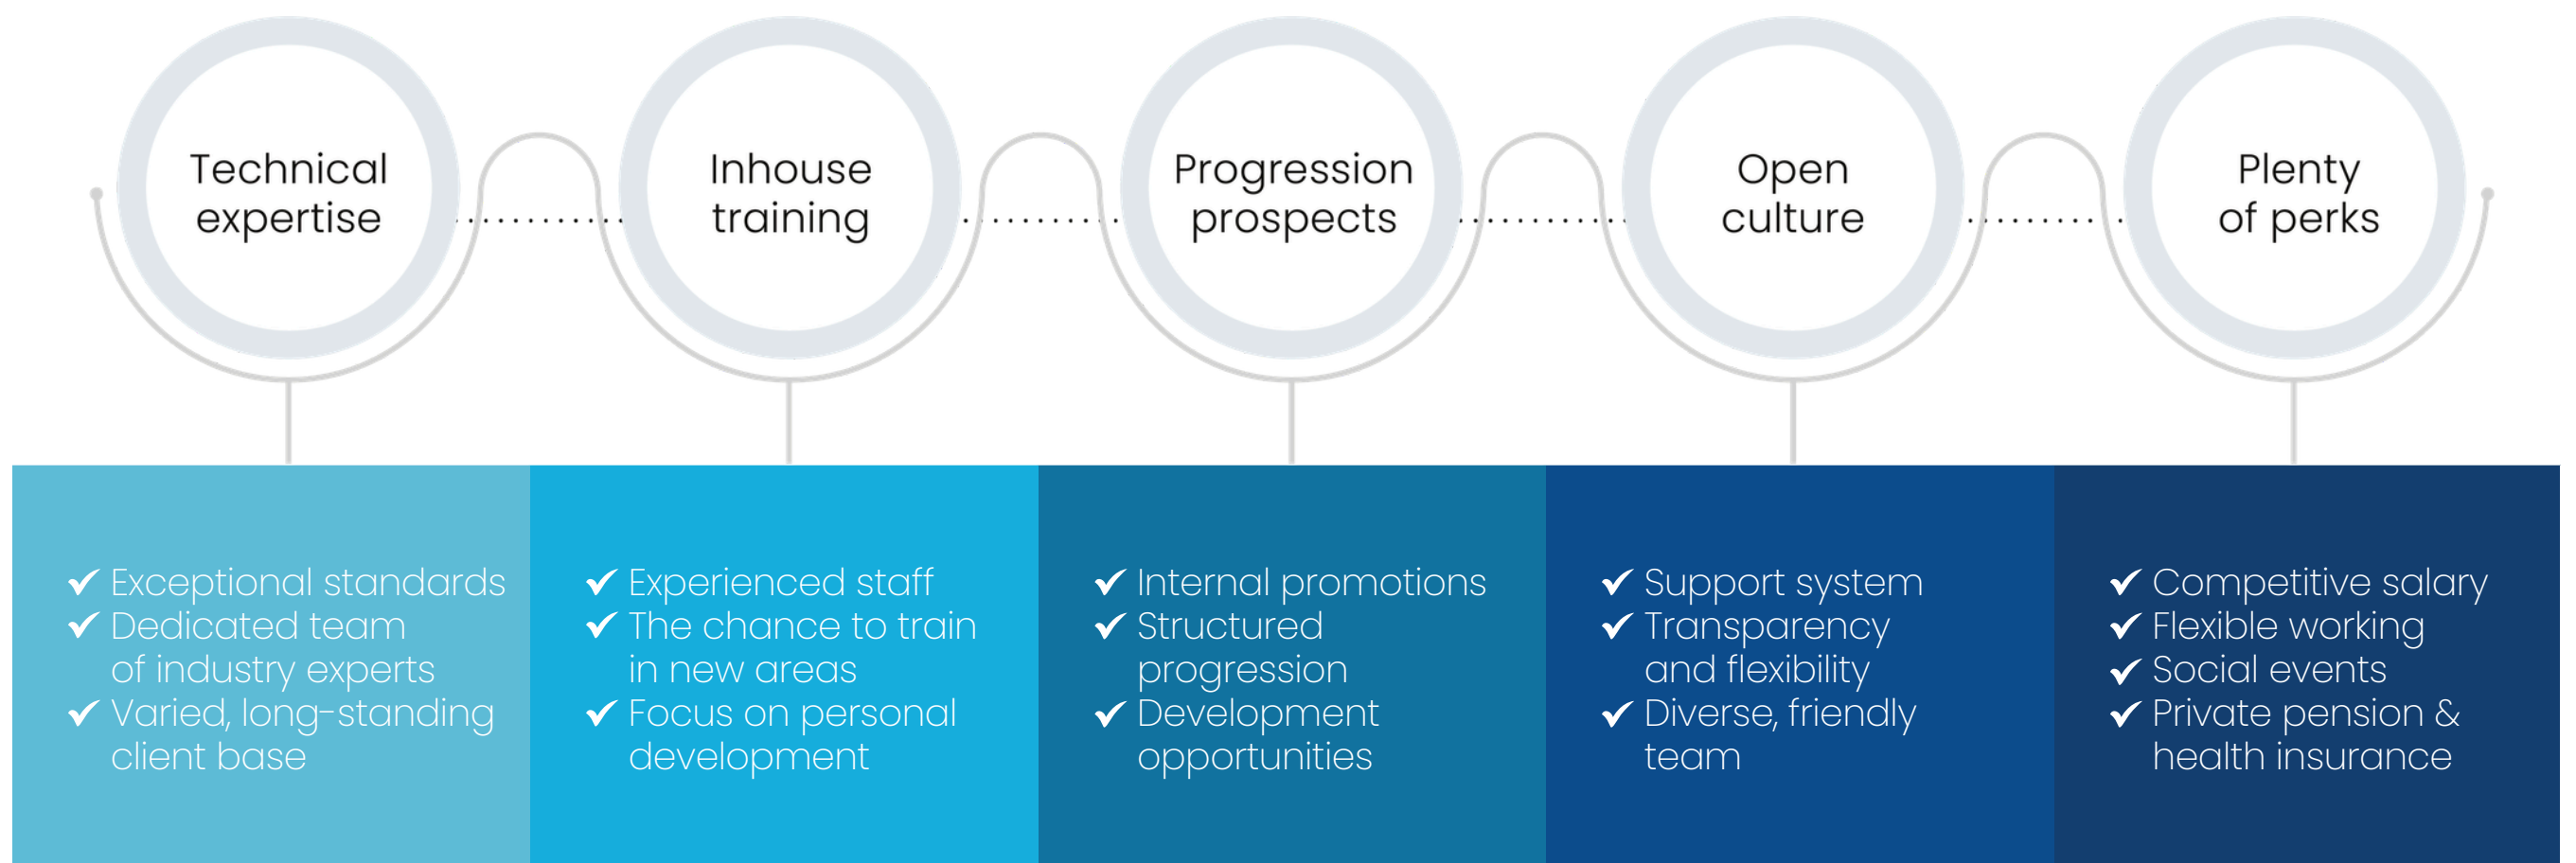 Technical
expertise
Inhouse
training
Progression
prospects
Open
culture
Plenty
of perks
Exceptional standards
Dedicated team
of industry experts
Varied, long-standing
client base
Experienced staff
The chance to train
in new areas
Focus on personal
development
Internal promotions
Structured
progression
Development
opportunities
Support system
Transparency
and flexibility
Diverse, friendly
team
Competitive salary
Flexible working
Social events
Private pension &
health insurance